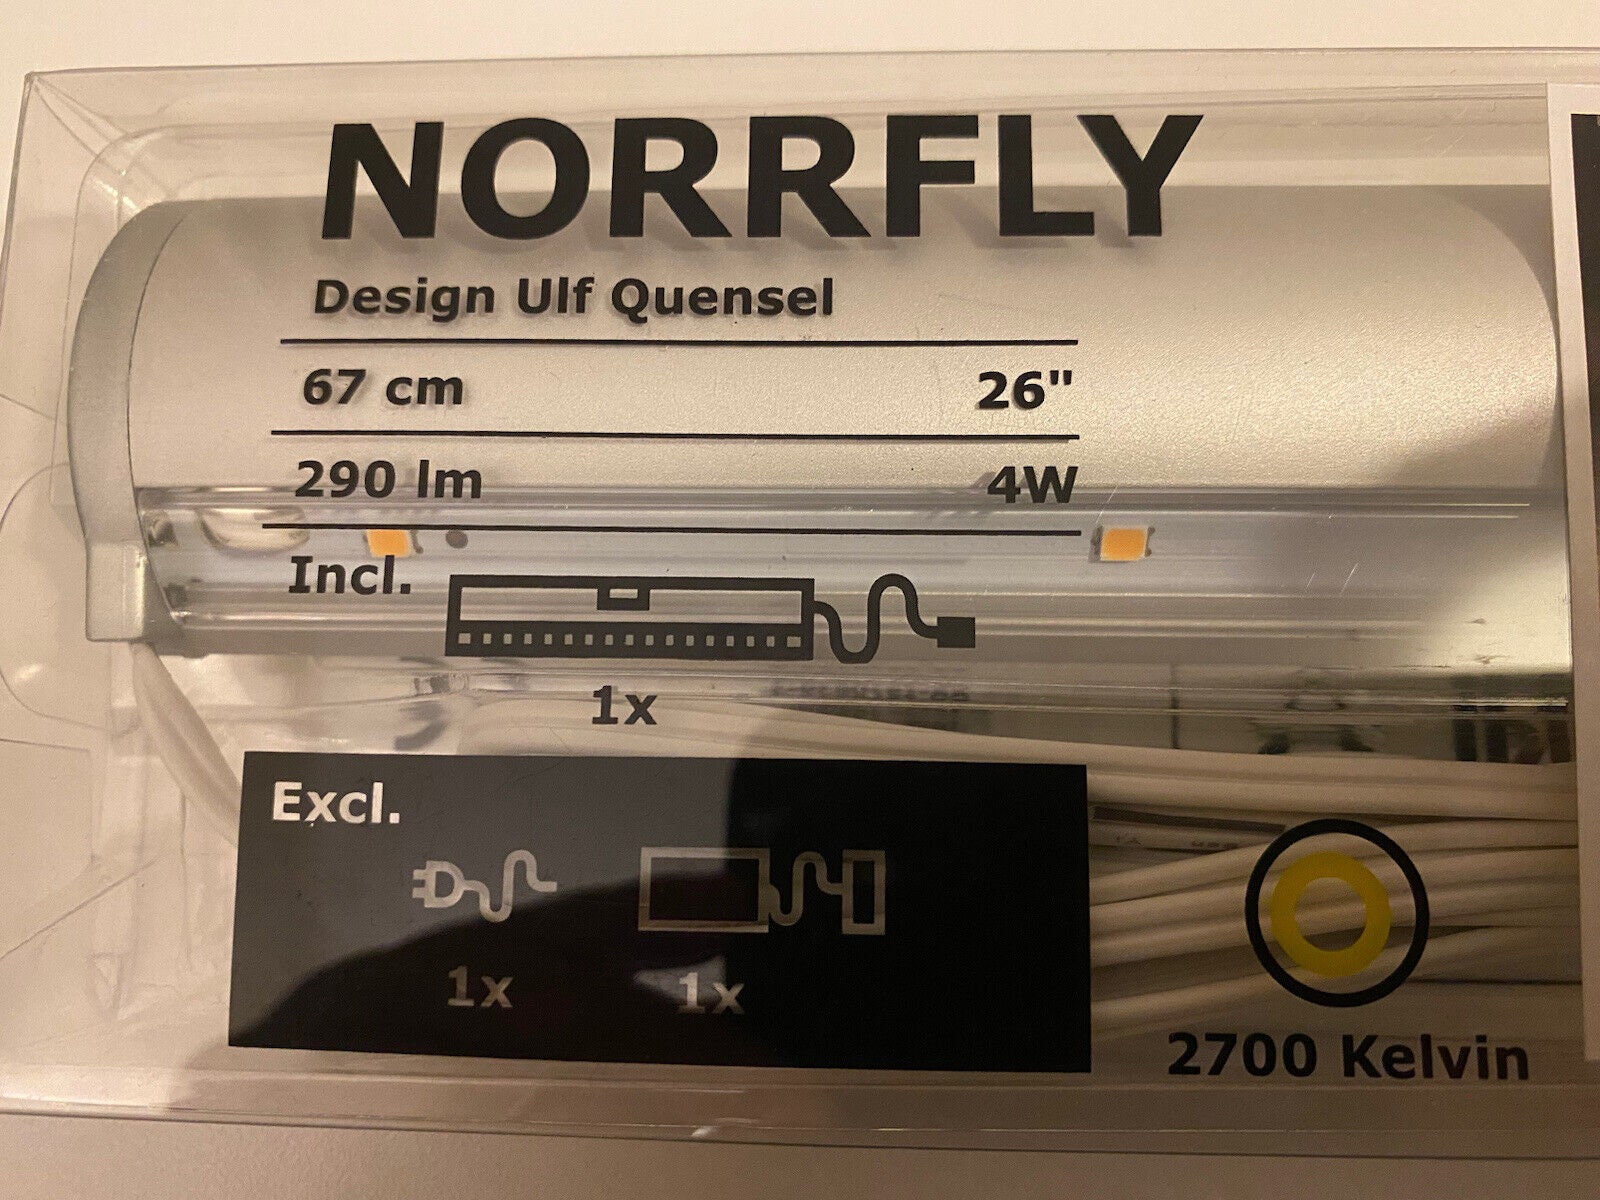 NORRFLY
Design Ulf Quensel
67 cm 26"
290 lm 4W
Incl.
1x
Excl.
1x 1x
2700 Kelvin